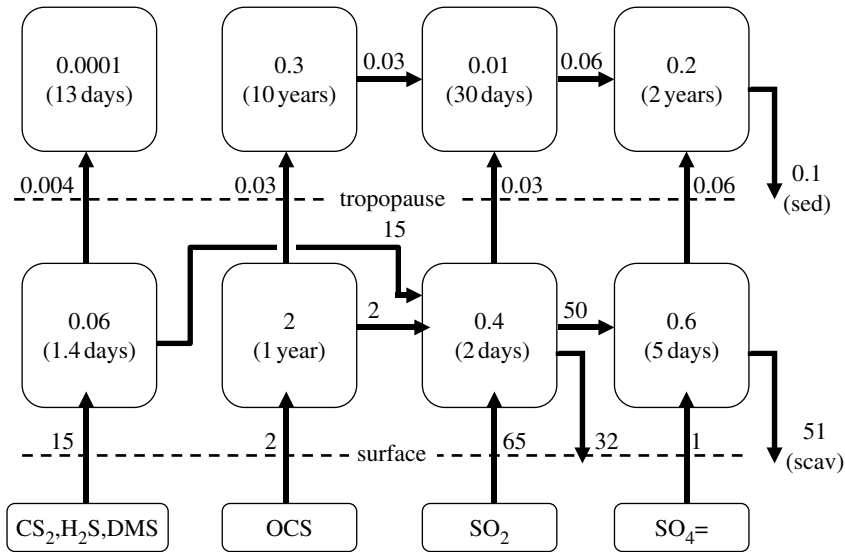 0.0001
(13 days)
0.3
(10 years)
0.03
0.01
(30 days)
0.06
0.2
(2 years)
0.1
(sed)
0.004
0.03
tropopause
0.03
0.06
15
0.06
(1.4 days)
2
(1 year)
2
0.4
(2 days)
50
0.6
(5 days)
15
2
surface
65
32
1
51
(scav)
CS₂,H₂S,DMS
OCS
SO₂
SO₄=